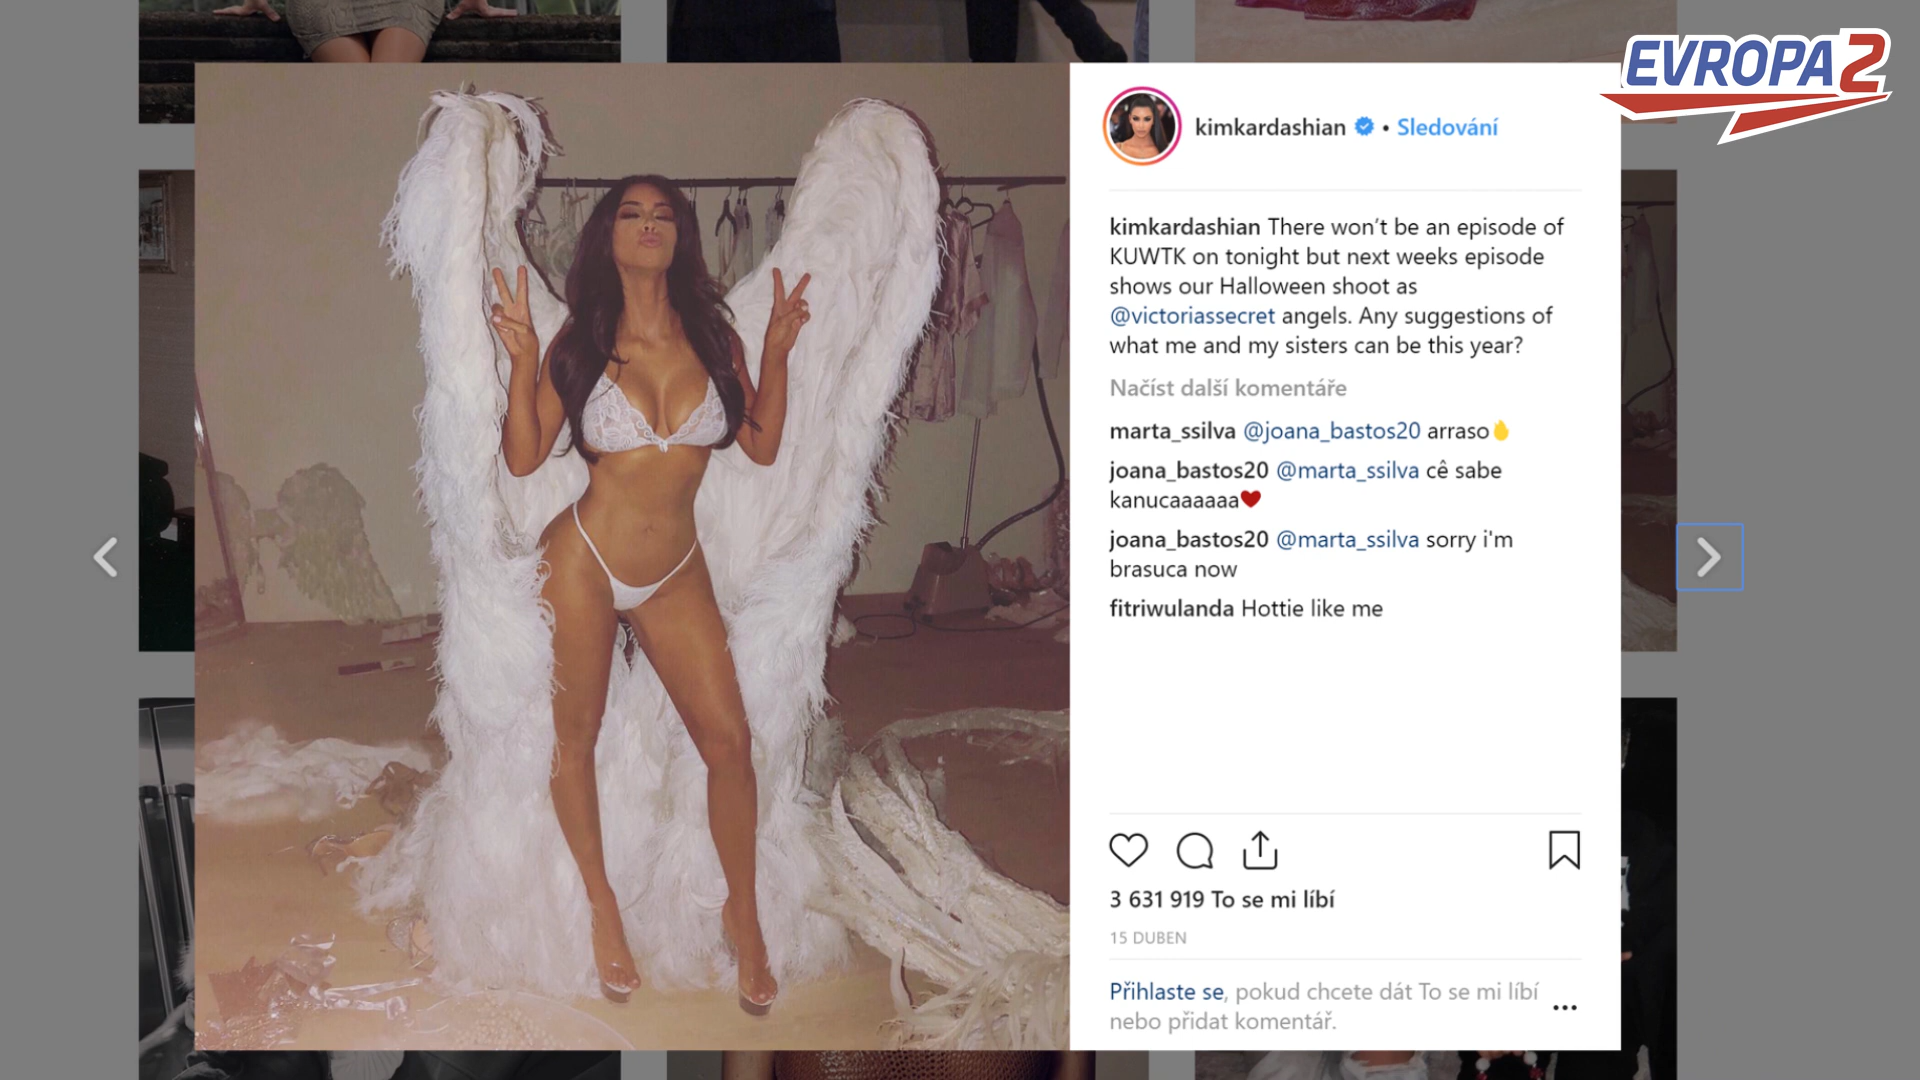 EVROPA 2
kimkardashian • Sledování
kimkardashian There won't be an episode of
KUWTK on tonight but next weeks episode
shows our Halloween shoot as
@victoriassecret angels. Any suggestions of
what me and my sisters can be this year?
Načíst další komentáře
marta_ssilva @joana_bastos20 arraso
joana_bastos20 @marta_ssilva cê sabe
kanucaaaaaa❤
joana_bastos20 @marta_ssilva sorry i'm
brasuca now
fitriwulanda Hottie like me
3 631 919 To se mi líbí
15 DUBEN
Přihlaste se, pokud chcete dát To se mi líbí
nebo přidat komentář.